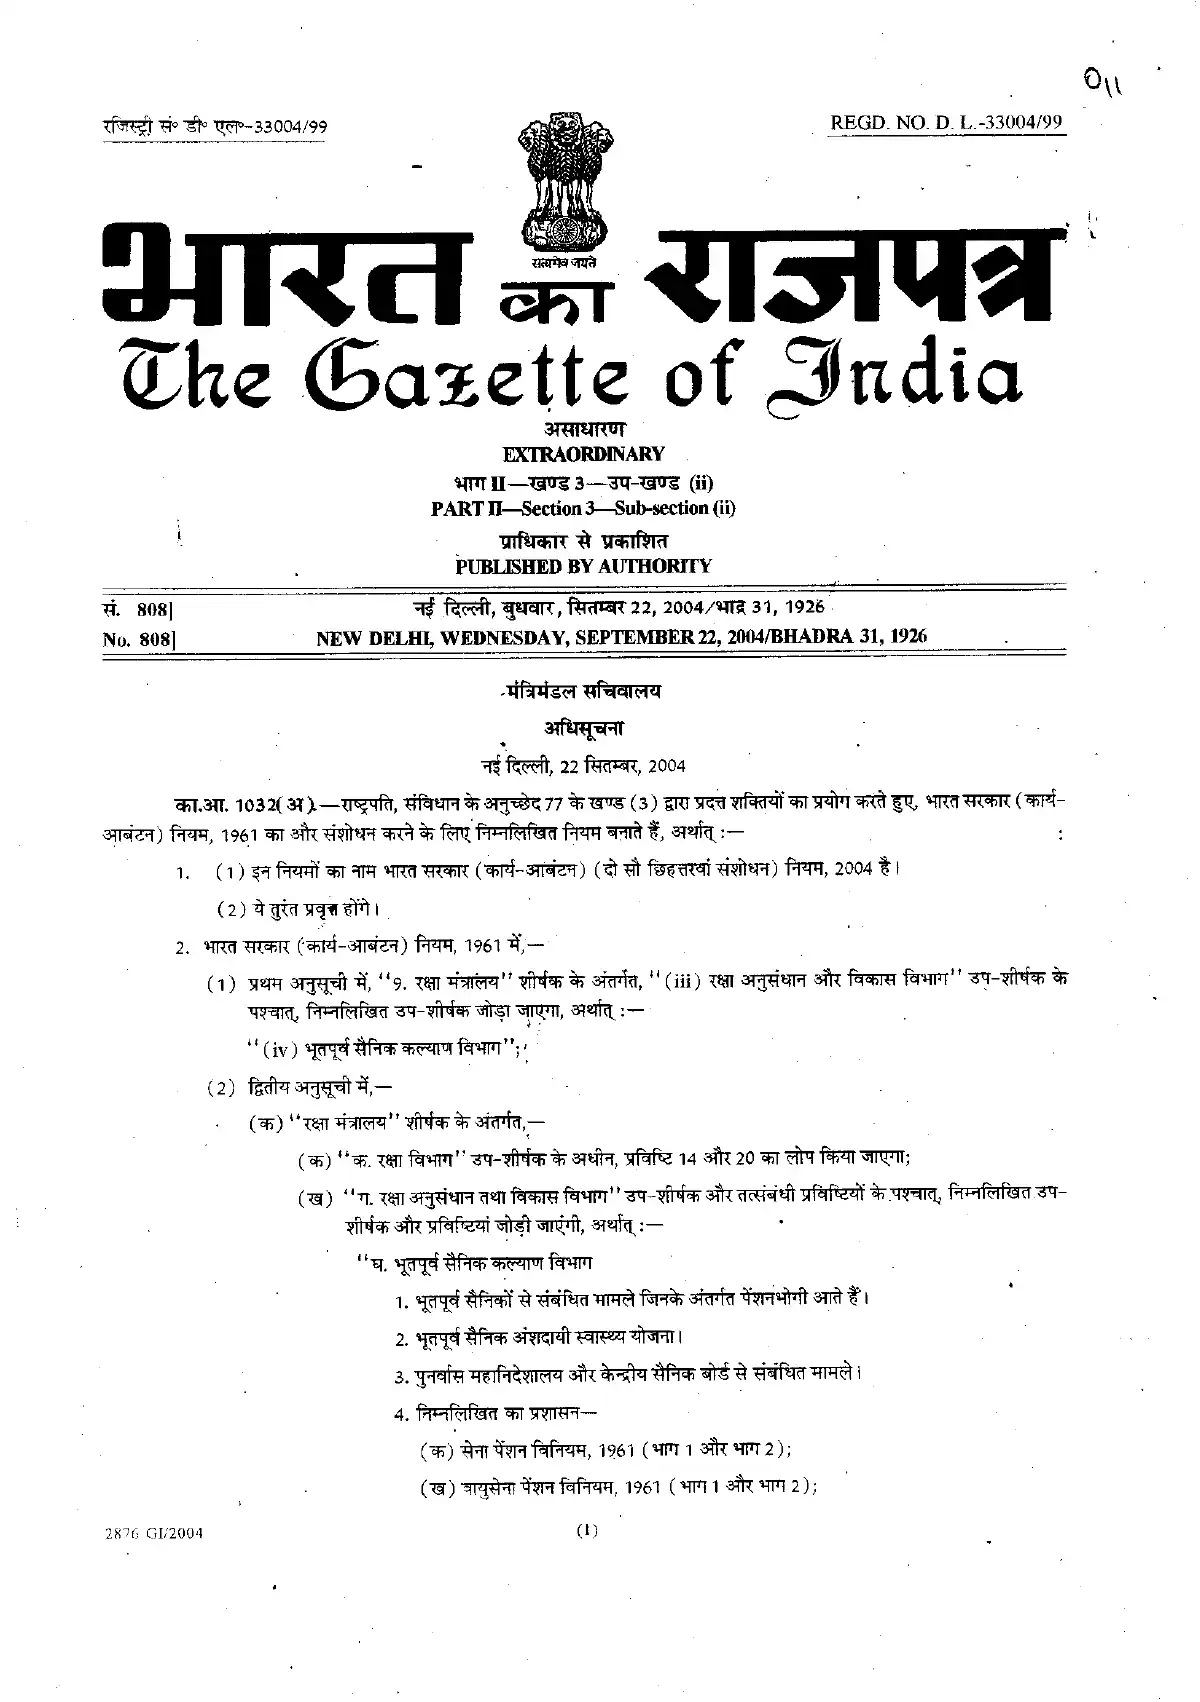 O11
रजिस्ट्री सं° डी° एल°-33004/99
REGD. NO. D. L.-33004/99
सत्यमेव जयते
भारत का राजपत्र
The Gazette of India
असाधारण
EXTRAORDINARY
भाग II—खण्ड 3—उप-खण्ड (ii)
PART II—Section 3—Sub-section (ii)
प्राधिकार से प्रकाशित
PUBLISHED BY AUTHORITY
सं. 808]
नई दिल्ली, बुधवार, सितम्बर 22, 2004/भाद्र 31, 1926
No. 808]
NEW DELHI, WEDNESDAY, SEPTEMBER 22, 2004/BHADRA 31, 1926
मंत्रिमंडल सचिवालय
अधिसूचना
नई दिल्ली, 22 सितम्बर, 2004
का.आ. 1032(अ).—राष्ट्रपति, संविधान के अनुच्छेद 77 के खण्ड (3) द्वारा प्रदत्त शक्तियों का प्रयोग करते हुए, भारत सरकार (कार्य-
आबंटन) नियम, 1961 का और संशोधन करने के लिए निम्नलिखित नियम बनाते हैं, अर्थात् :—
1. (1) इन नियमों का नाम भारत सरकार (कार्य-आबंटन) (दो सौ छिहत्तरवां संशोधन) नियम, 2004 है।
(2) ये तुरंत प्रवृत्त होंगे।
2. भारत सरकार (कार्य-आबंटन) नियम, 1961 में,—
(1) प्रथम अनुसूची में, "9. रक्षा मंत्रालय" शीर्षक के अंतर्गत, "(iii) रक्षा अनुसंधान और विकास विभाग" उप-शीर्षक के
पश्चात्, निम्नलिखित उप-शीर्षक जोड़ा जाएगा, अर्थात् :—
"(iv) भूतपूर्व सैनिक कल्याण विभाग";
(2) द्वितीय अनुसूची में,—
(क) "रक्षा मंत्रालय" शीर्षक के अंतर्गत,—
(क) "क. रक्षा विभाग" उप-शीर्षक के अधीन, प्रविष्टि 14 और 20 का लोप किया जाएगा;
(ख) "ग. रक्षा अनुसंधान तथा विकास विभाग" उप-शीर्षक और तत्संबंधी प्रविष्टियों के पश्चात्, निम्नलिखित उप-
शीर्षक और प्रविष्टियां जोड़ी जाएंगी, अर्थात् :—
"घ. भूतपूर्व सैनिक कल्याण विभाग
1. भूतपूर्व सैनिकों से संबंधित मामले जिनके अंतर्गत पेंशनभोगी आते हैं।
2. भूतपूर्व सैनिक अंशदायी स्वास्थ्य योजना।
3. पुनर्वास महानिदेशालय और केन्द्रीय सैनिक बोर्ड से संबंधित मामले।
4. निम्नलिखित का प्रशासन—
(क) सेना पेंशन विनियम, 1961 (भाग 1 और भाग 2);
(ख) वायुसेना पेंशन विनियम, 1961 (भाग 1 और भाग 2);
2876 GI/2004
(1)